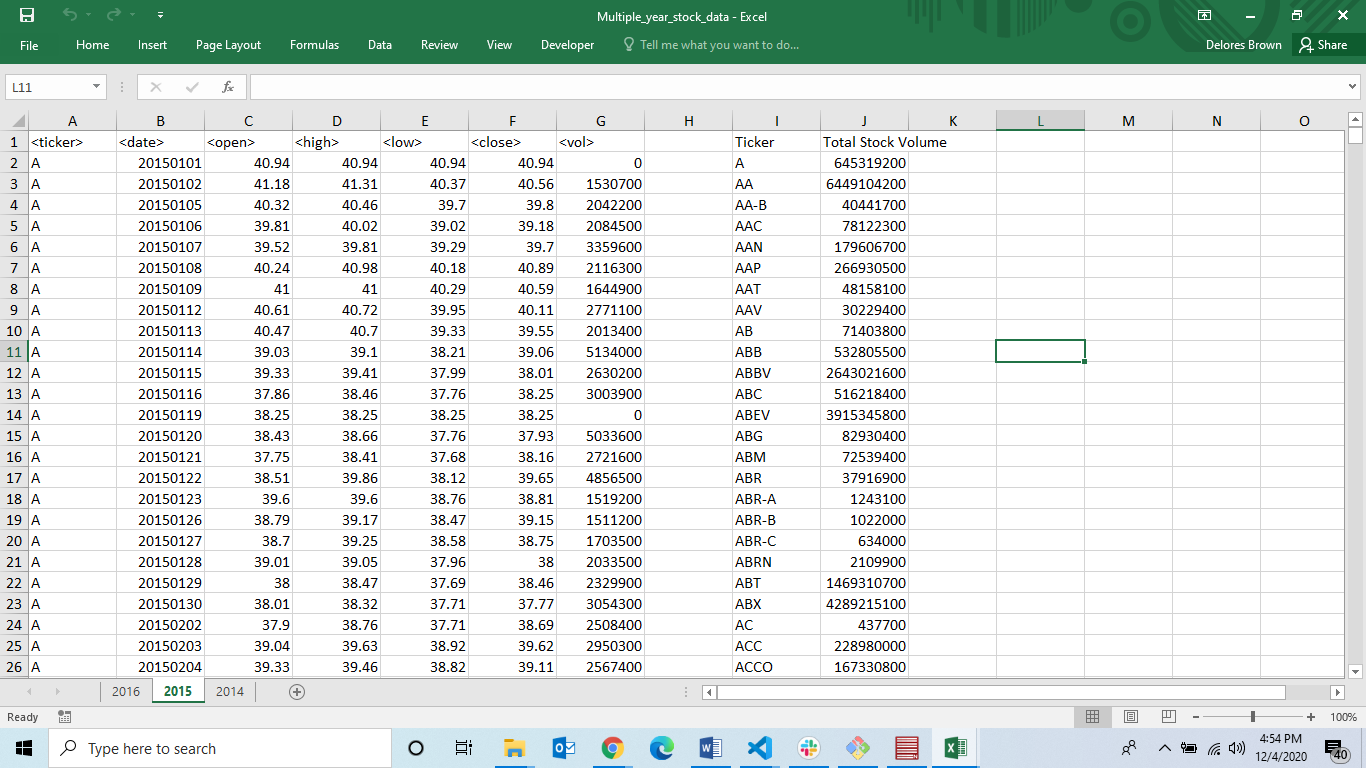 Multiple_year_stock_data - Excel
File Home Insert Page Layout Formulas Data Review View Developer Tell me what you want to do... Delores Brown Share
L11 fx
A B C D E F G H I J K L M N O
1 <ticker> <date> <open> <high> <low> <close> <vol> Ticker Total Stock Volume
2 A 20150101 40.94 40.94 40.94 40.94 0 A 645319200
3 A 20150102 41.18 41.31 40.37 40.56 1530700 AA 6449104200
4 A 20150105 40.32 40.46 39.7 39.8 2042200 AA-B 40441700
5 A 20150106 39.81 40.02 39.02 39.18 2084500 AAC 78122300
6 A 20150107 39.52 39.81 39.29 39.7 3359600 AAN 179606700
7 A 20150108 40.24 40.98 40.18 40.89 2116300 AAP 266930500
8 A 20150109 41 41 40.29 40.59 1644900 AAT 48158100
9 A 20150112 40.61 40.72 39.95 40.11 2771100 AAV 30229400
10 A 20150113 40.47 40.7 39.33 39.55 2013400 AB 71403800
11 A 20150114 39.03 39.1 38.21 39.06 5134000 ABB 532805500
12 A 20150115 39.33 39.41 37.99 38.01 2630200 ABBV 2643021600
13 A 20150116 37.86 38.46 37.76 38.25 3003900 ABC 516218400
14 A 20150119 38.25 38.25 38.25 38.25 0 ABEV 3915345800
15 A 20150120 38.43 38.66 37.76 37.93 5033600 ABG 82930400
16 A 20150121 37.75 38.41 37.68 38.16 2721600 ABM 72539400
17 A 20150122 38.51 39.86 38.12 39.65 4856500 ABR 37916900
18 A 20150123 39.6 39.6 38.76 38.81 1519200 ABR-A 1243100
19 A 20150126 38.79 39.17 38.47 39.15 1511200 ABR-B 1022000
20 A 20150127 38.7 39.25 38.58 38.75 1703500 ABR-C 634000
21 A 20150128 39.01 39.05 37.96 38 2033500 ABRN 2109900
22 A 20150129 38 38.47 37.69 38.46 2329900 ABT 1469310700
23 A 20150130 38.01 38.32 37.71 37.77 3054300 ABX 4289215100
24 A 20150202 37.9 38.76 37.71 38.69 2508400 AC 437700
25 A 20150203 39.04 39.63 38.92 39.62 2950300 ACC 228980000
26 A 20150204 39.33 39.46 38.82 39.11 2567400 ACCO 167330800
2016 2015 2014
Ready 100%
Type here to search 4:54 PM
12/4/2020 40